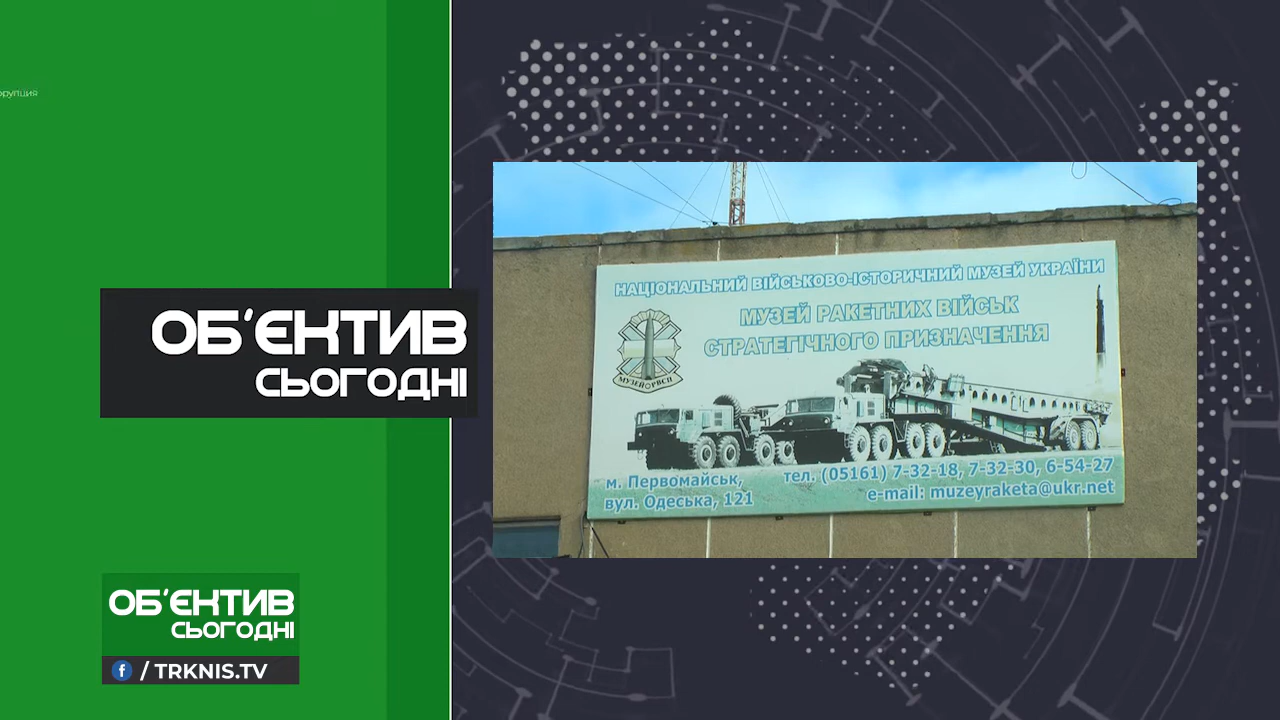 орупция
ОБ'ЄКТИВ
СЬОГОДНІ
НАЦІОНАЛЬНИЙ ВІЙСЬКОВО-ІСТОРИЧНИЙ МУЗЕЙ УКРАЇНИ
МУЗЕЙ РАКЕТНИХ ВІЙСЬК
СТРАТЕГІЧНОГО ПРИЗНАЧЕННЯ
МУЗЕЙ РВСП
м. Первомайськ,
вул. Одеська, 121
тел. (05161) 7-32-18, 7-32-30, 6-54-27
e-mail: muzeyraketa@ukr.net
ОБ'ЄКТИВ
СЬОГОДНІ
f / TRKNIS.TV